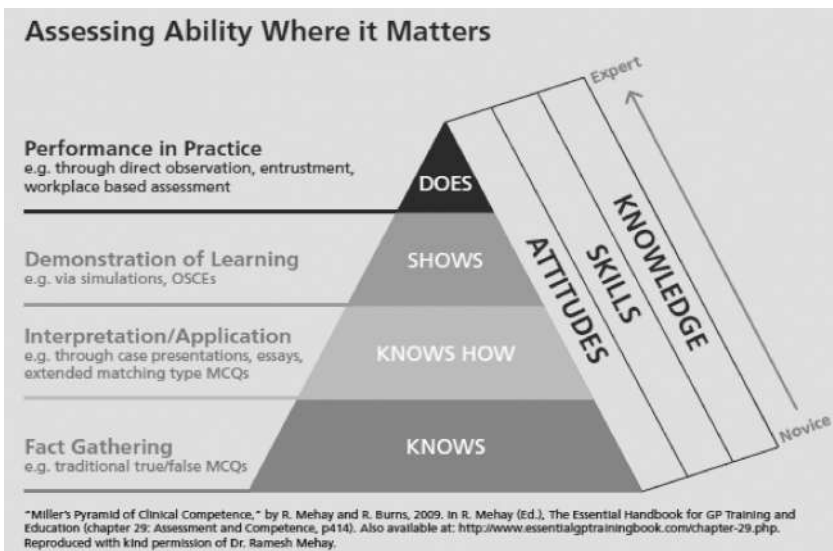 Assessing Ability Where it Matters
Expert
Performance in Practice
e.g. through direct observation, entrustment,
workplace based assessment
DOES
Demonstration of Learning
e.g. via simulations, OSCEs
SHOWS
Interpretation/Application
e.g. through case presentations, essays,
extended matching type MCQs
KNOWS HOW
Fact Gathering
e.g. traditional true/false MCQs
KNOWS
ATTITUDES
SKILLS
KNOWLEDGE
Novice
"Miller's Pyramid of Clinical Competence," by R. Mehay and R. Burns, 2009. In R. Mehay (Ed.), The Essential Handbook for GP Training and
Education (chapter 29: Assessment and Competence, p414). Also available at: http://www.essentialgptrainingbook.com/chapter-29.php.
Reproduced with kind permission of Dr. Ramesh Mehay.